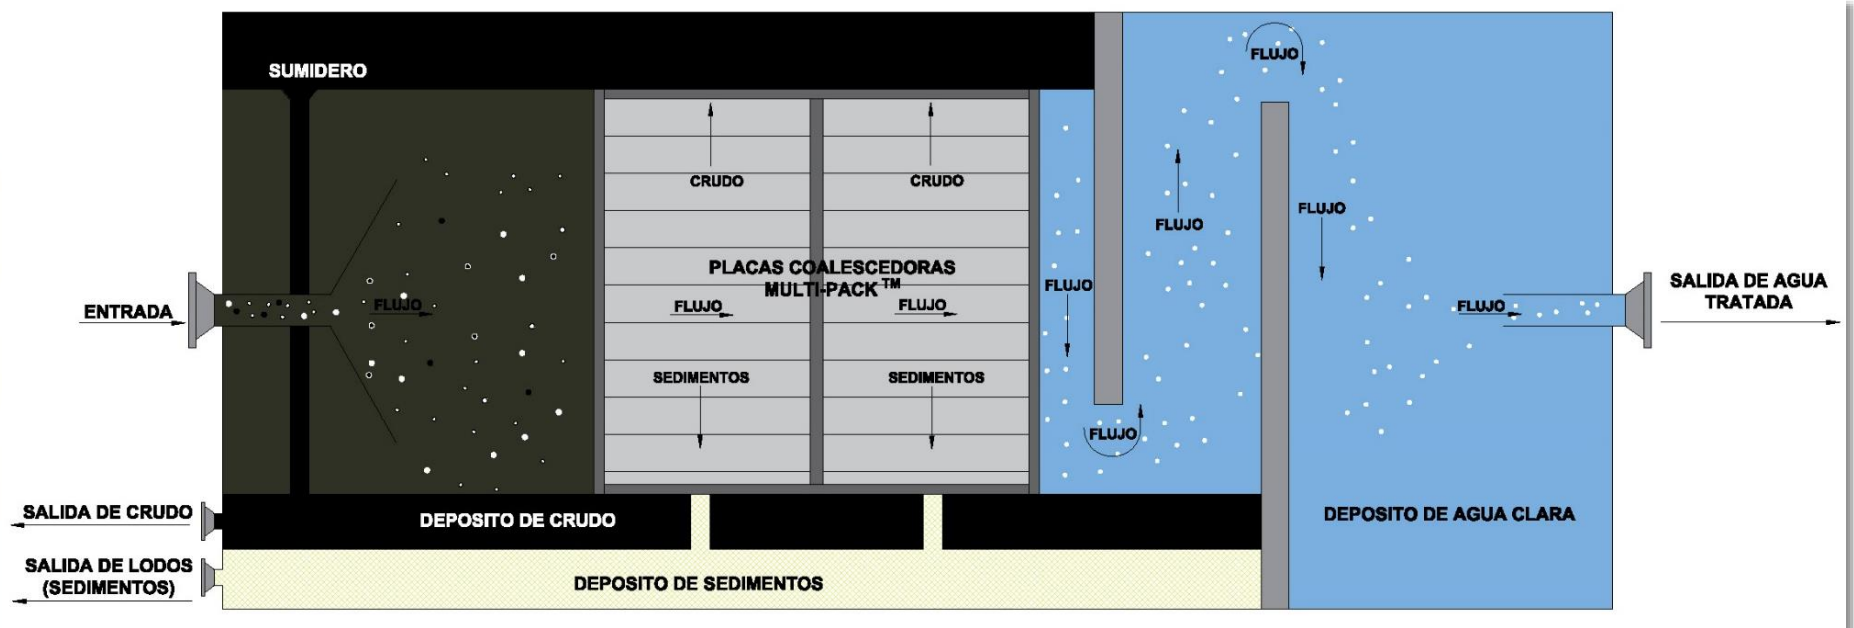 SUMIDERO
FLUJO
CRUDO
CRUDO
FLUJO
FLUJO
PLACAS COALESCEDORAS
MULTI-PACK™
FLUJO
SALIDA DE AGUA
TRATADA
ENTRADA
FLUJO
FLUJO
FLUJO
FLUJO
SEDIMENTOS
SEDIMENTOS
FLUJO
SALIDA DE CRUDO
DEPOSITO DE CRUDO
DEPOSITO DE AGUA CLARA
SALIDA DE LODOS
(SEDIMENTOS)
DEPOSITO DE SEDIMENTOS